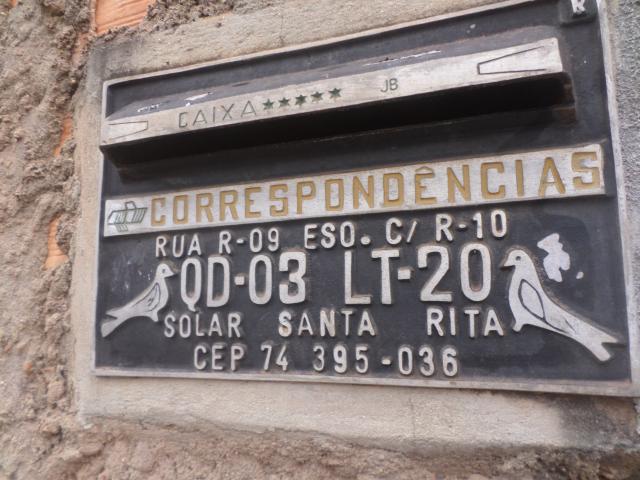 CAIXA★★★★★ JB
CORRESPONDÊNCIAS
RUA R-09 ESQ. C/ R-10
QD-03 LT-20
SOLAR SANTA RITA
CEP 74 395-036